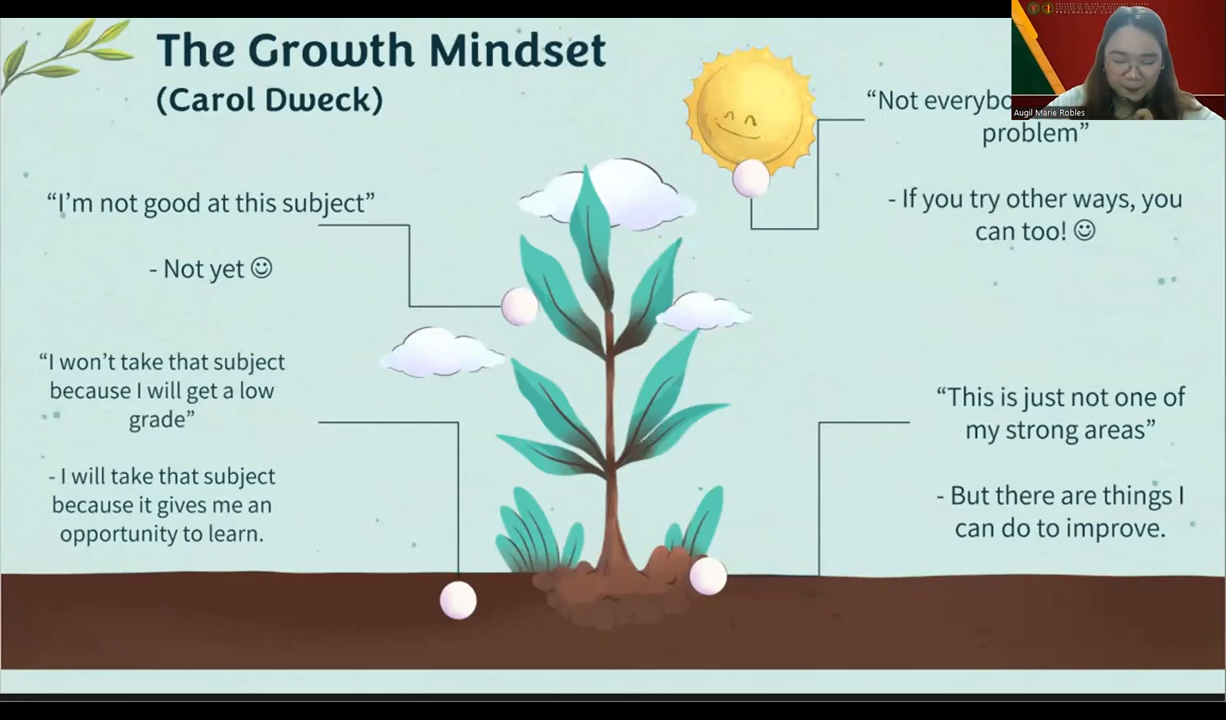 The Growth Mindset
(Carol Dweck)
“I’m not good at this subject”
- Not yet ☺
“I won’t take that subject
because I will get a low
grade”
- I will take that subject
because it gives me an
opportunity to learn.
“Not
problem”
- If you try other ways, you
can too! ☺
“This is just not one of
my strong areas”
- But there are things I
can do to improve.
Augil Marie Robles